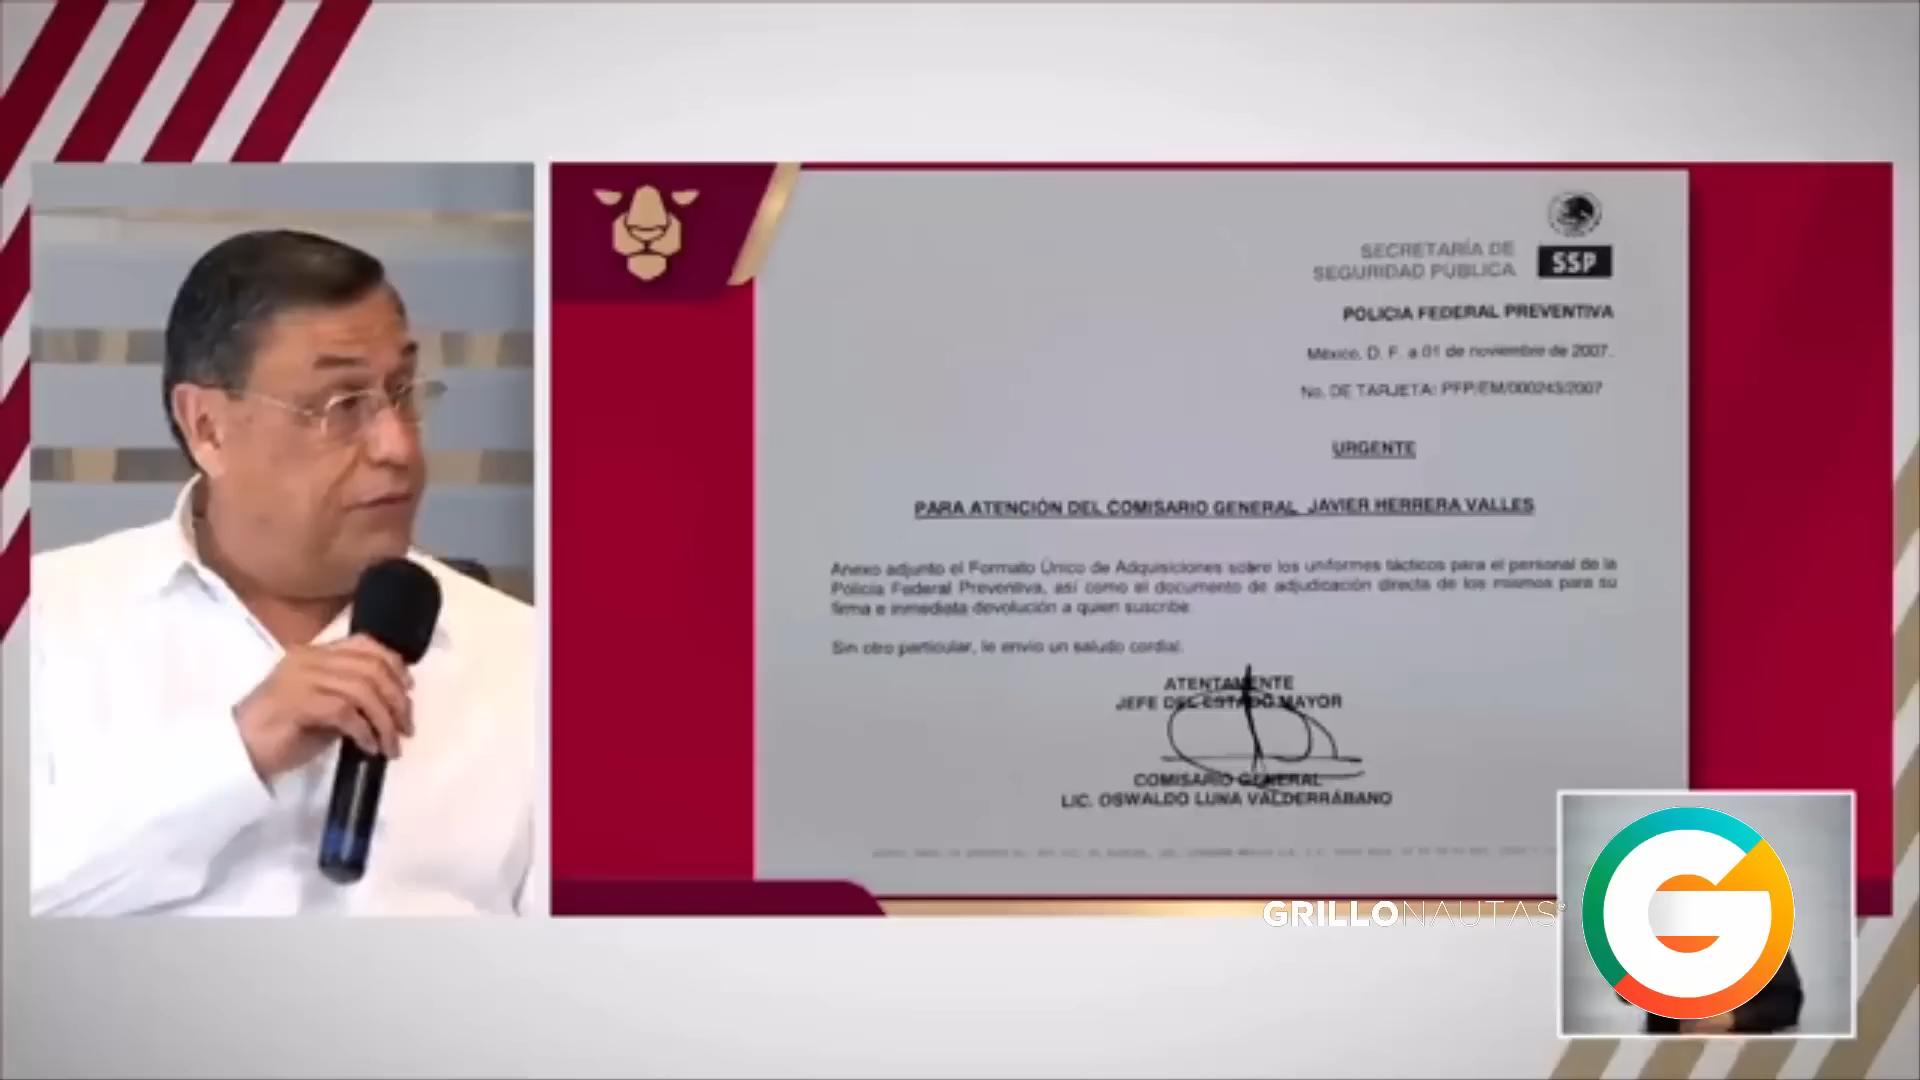 SECRETARÍA DE
SEGURIDAD PÚBLICA
SSP
POLICIA FEDERAL PREVENTIVA
México, D. F. a 01 de noviembre de 2007.
No. DE TARJETA: PFP/EM/000243/2007
URGENTE
PARA ATENCIÓN DEL COMISARIO GENERAL JAVIER HERRERA VALLES
Anexo adjunto el Formato Único de Adquisiciones sobre los uniformes tácticos para el personal de la
Policía Federal Preventiva, así como el documento de adjudicación directa de los mismos para su
firma e inmediata devolución a quien suscribe.
Sin otro particular, le envío un saludo cordial.
ATENTAMENTE
JEFE DEL ESTADO MAYOR
COMISARIO GENERAL
LIC. OSWALDO LUNA VALDERRÁBANO
GRILLONAUTAS
G